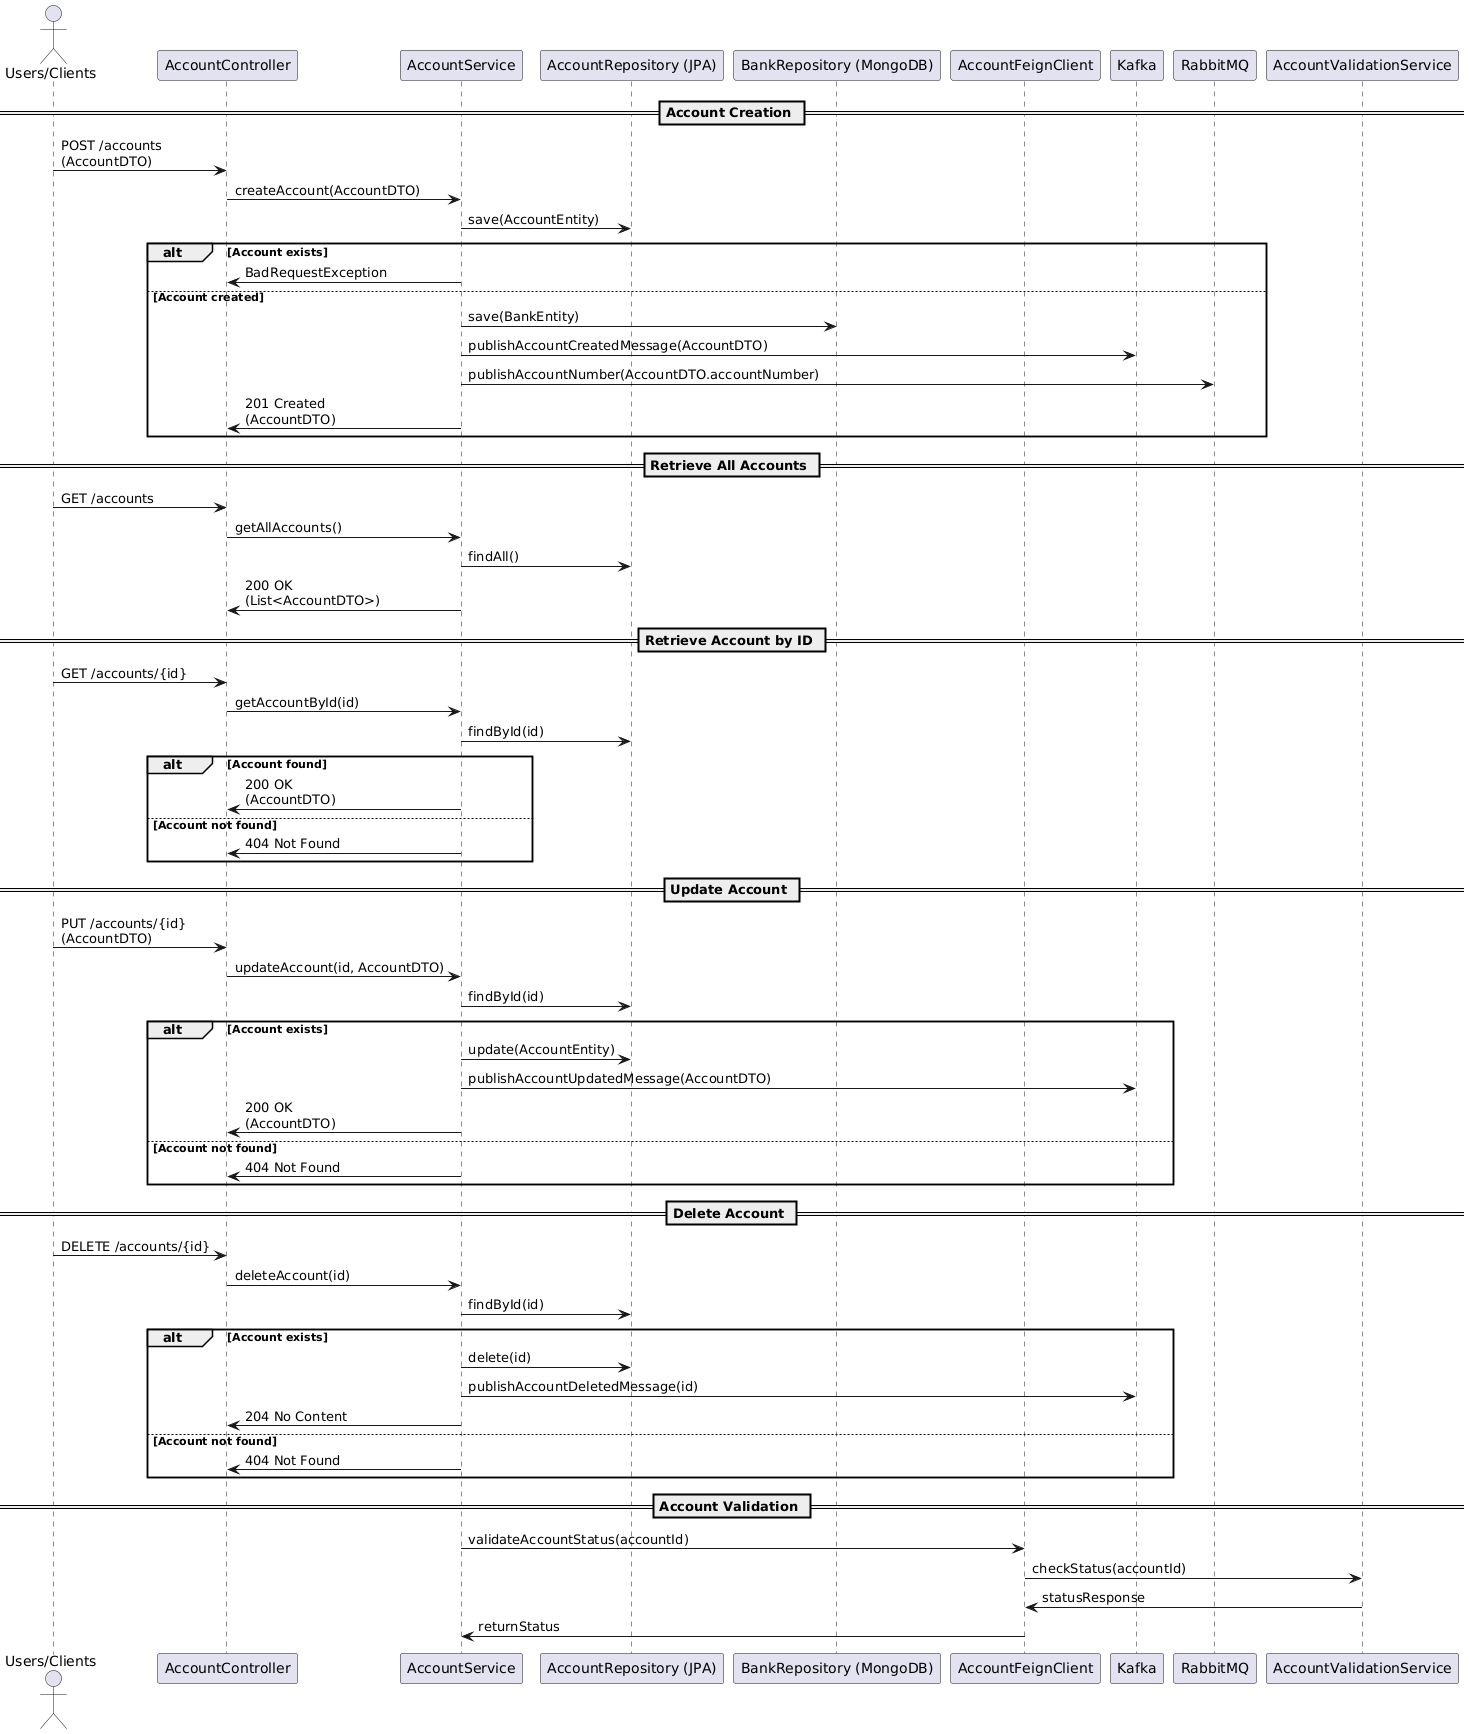 Users/Clients
AccountController
AccountService
AccountRepository (JPA)
BankRepository (MongoDB)
AccountFeignClient
Kafka
RabbitMQ
AccountValidationService
Account Creation
POST /accounts
(AccountDTO)
createAccount(AccountDTO)
save(AccountEntity)
alt
[Account exists]
BadRequestException
[Account created]
save(BankEntity)
publishAccountCreatedMessage(AccountDTO)
publishAccountNumber(AccountDTO.accountNumber)
201 Created
(AccountDTO)
Retrieve All Accounts
GET /accounts
getAllAccounts()
findAll()
200 OK
(List<AccountDTO>)
Retrieve Account by ID
GET /accounts/{id}
getAccountById(id)
findById(id)
alt
[Account found]
200 OK
(AccountDTO)
[Account not found]
404 Not Found
Update Account
PUT /accounts/{id}
(AccountDTO)
updateAccount(id, AccountDTO)
findById(id)
alt
[Account exists]
update(AccountEntity)
publishAccountUpdatedMessage(AccountDTO)
200 OK
(AccountDTO)
[Account not found]
404 Not Found
Delete Account
DELETE /accounts/{id}
deleteAccount(id)
findById(id)
alt
[Account exists]
delete(id)
publishAccountDeletedMessage(id)
204 No Content
[Account not found]
404 Not Found
Account Validation
validateAccountStatus(accountId)
checkStatus(accountId)
statusResponse
returnStatus
Users/Clients
AccountController
AccountService
AccountRepository (JPA)
BankRepository (MongoDB)
AccountFeignClient
Kafka
RabbitMQ
AccountValidationService